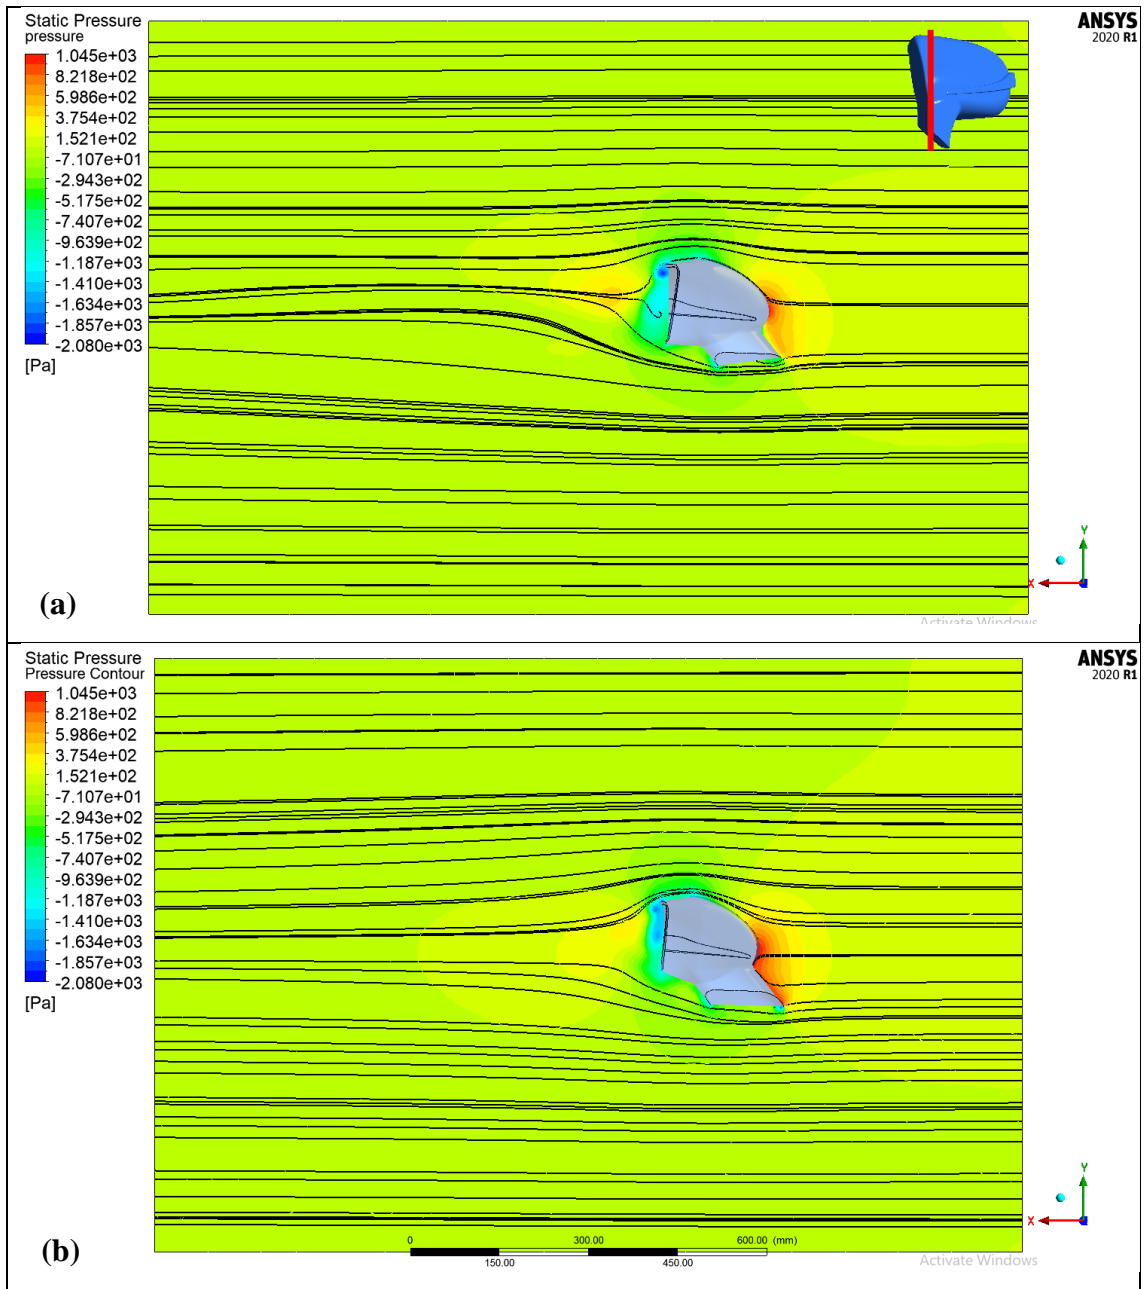 Static Pressure
pressure
ANSYS
2020 R1
1.045e+03
8.218e+02
5.986e+02
3.754e+02
1.521e+02
-7.107e+01
-2.943e+02
-5.175e+02
-7.407e+02
-9.639e+02
-1.187e+03
-1.410e+03
-1.634e+03
-1.857e+03
-2.080e+03
[Pa]
Y
X
(a)
Activate Windows
Static Pressure
Pressure Contour
ANSYS
2020 R1
1.045e+03
8.218e+02
5.986e+02
3.754e+02
1.521e+02
-7.107e+01
-2.943e+02
-5.175e+02
-7.407e+02
-9.639e+02
-1.187e+03
-1.410e+03
-1.634e+03
-1.857e+03
-2.080e+03
[Pa]
Y
X
(b)
0 300.00 600.00 (mm)
150.00 450.00
Activate Windows